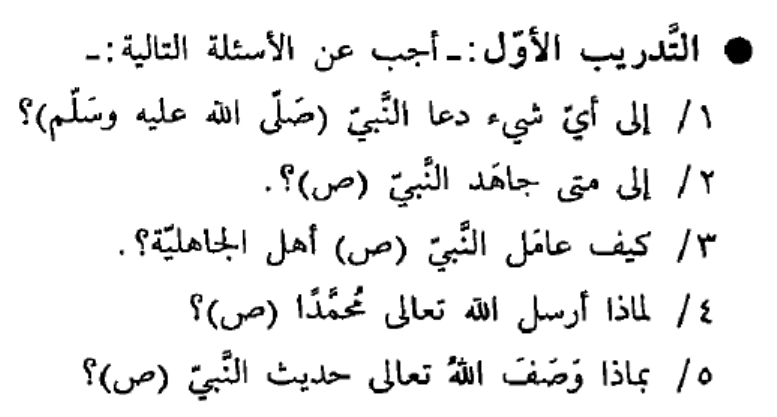 ● التَّدريب الأوّل:ـ أجب عن الأسئلة التالية:ـ
١/ إلى أيّ شيء دعا النَّبيّ (صَلّى الله عليه وسَلّم)؟
٢/ إلى متى جاهَد النَّبيّ (ص)؟.
٣/ كيف عامَل النَّبيّ (ص) أهل الجاهليّة؟.
٤/ لماذا أرسل الله تعالى مُحمَّدًا (ص)؟
٥/ بماذا وَصَفَ اللهُ تعالى حديث النَّبيّ (ص)؟